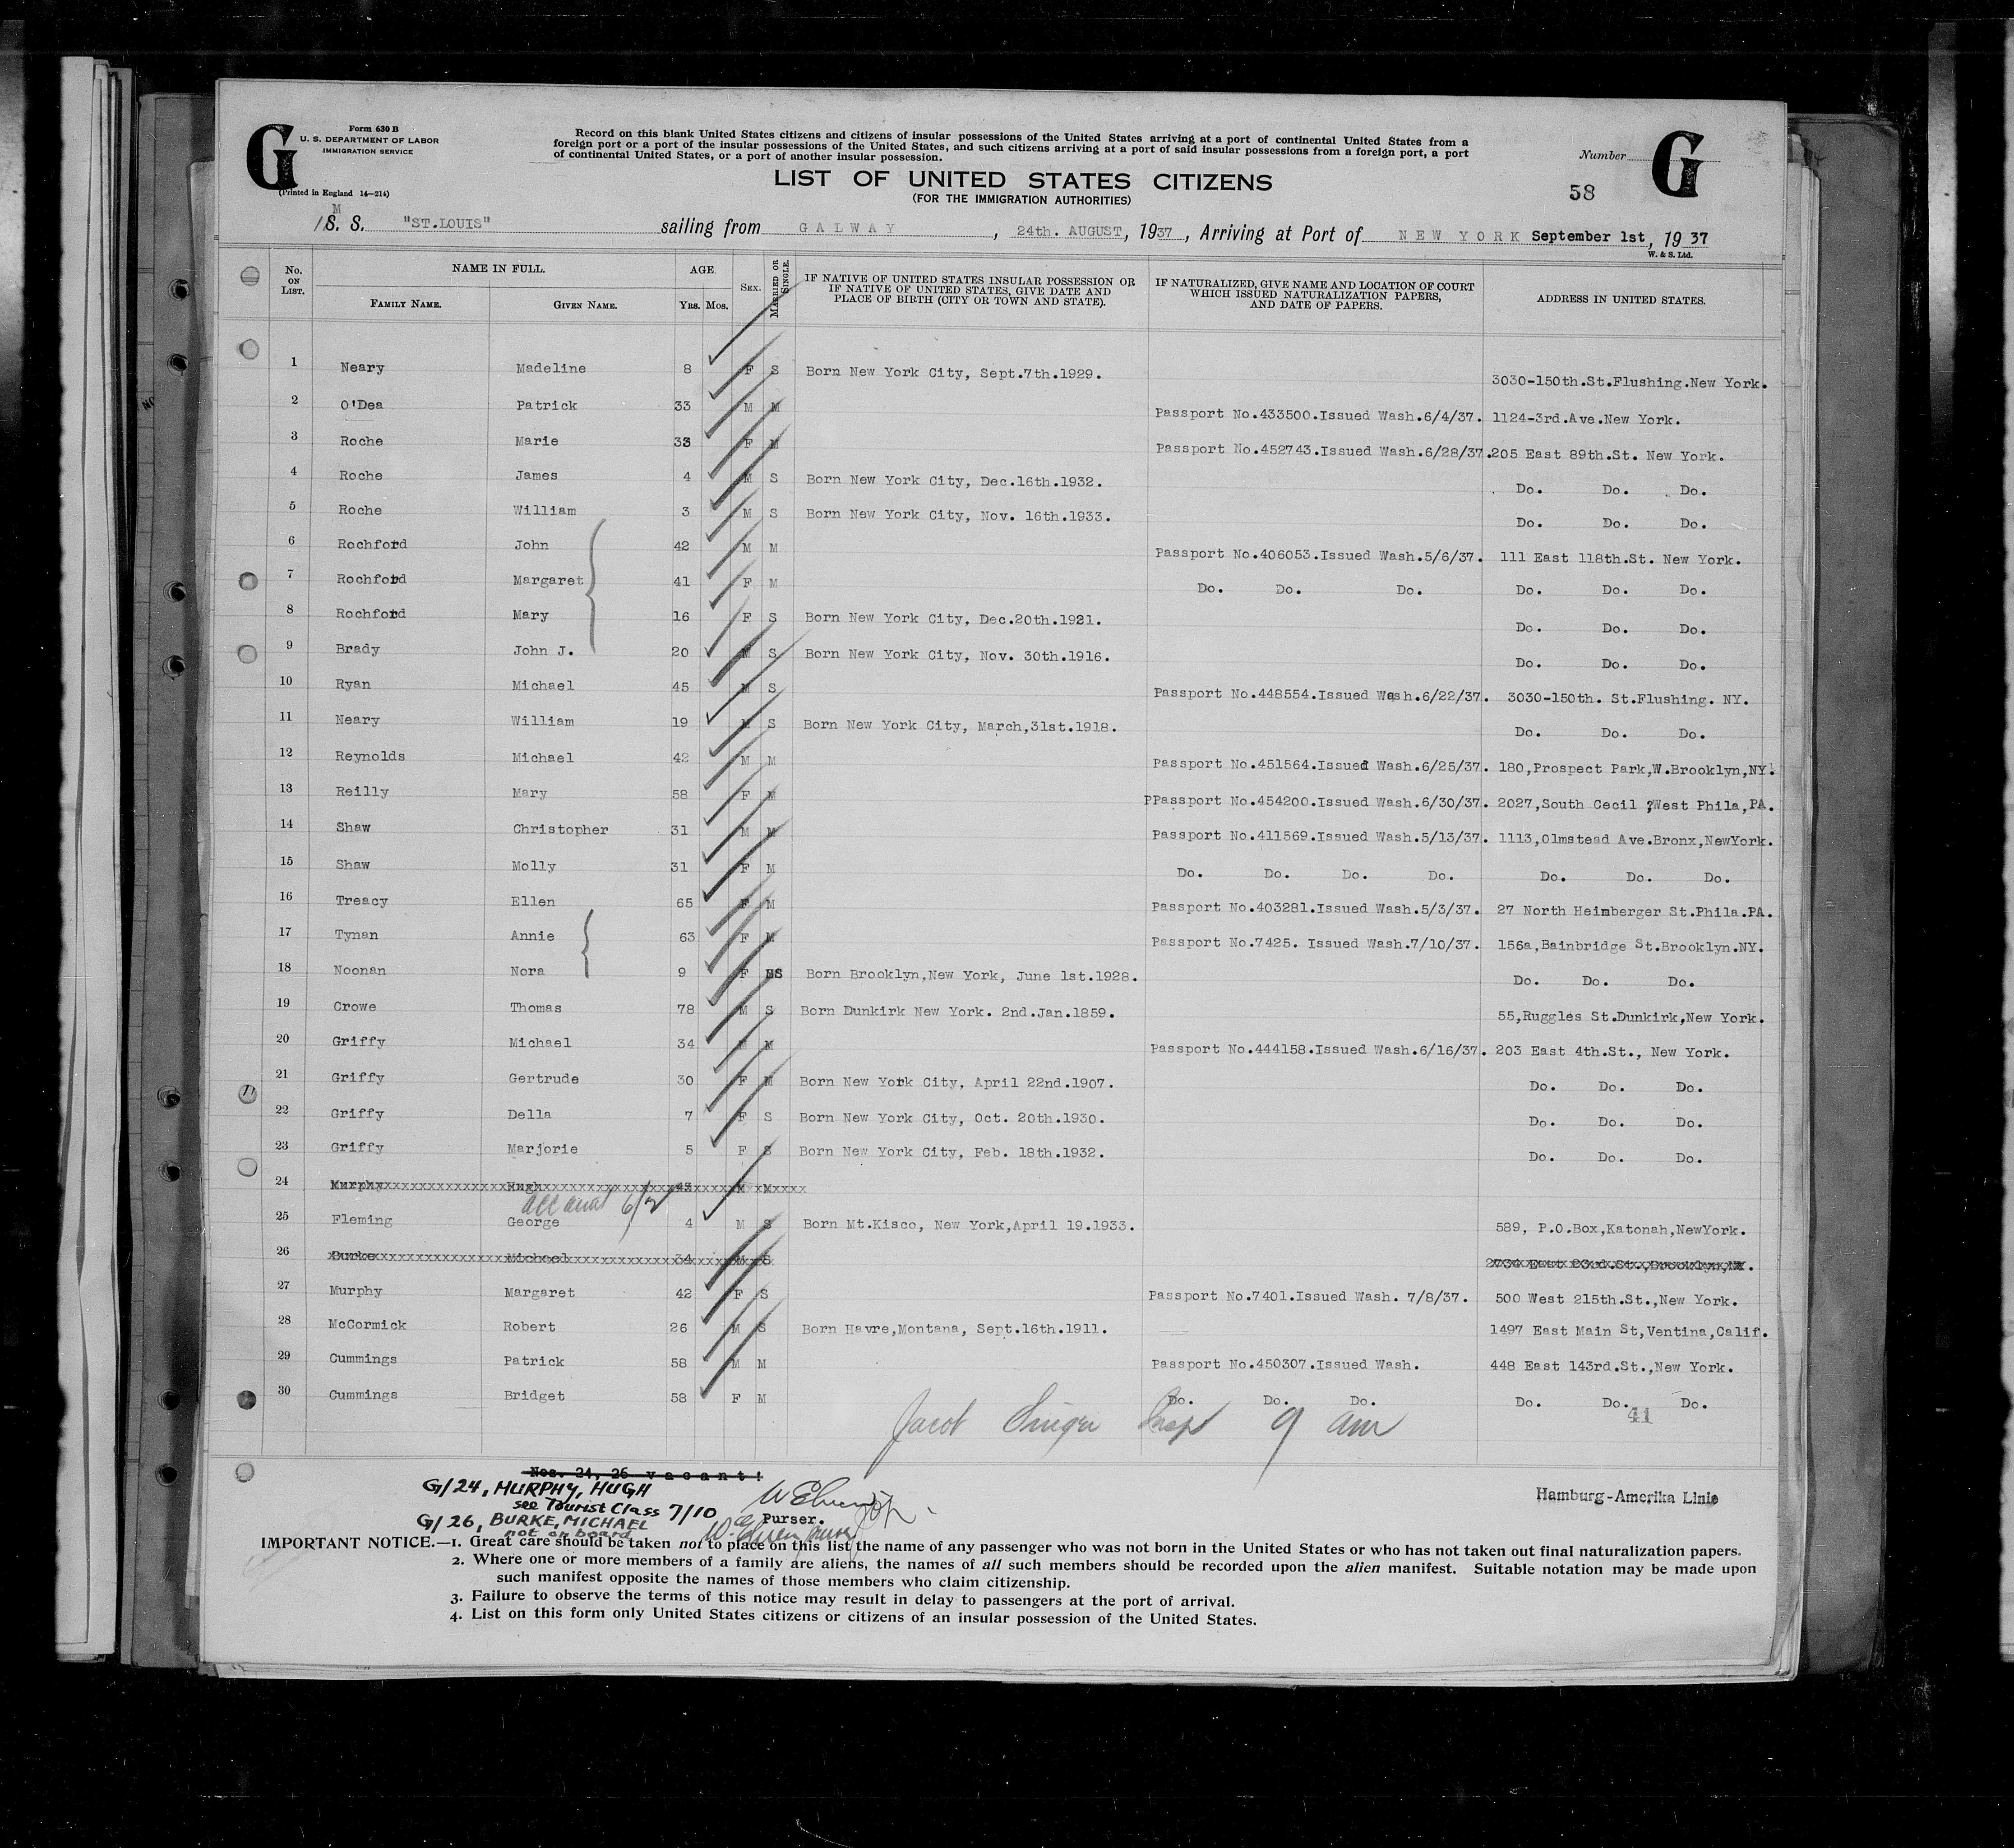 G
Form 630 B
U. S. DEPARTMENT OF LABOR
IMMIGRATION SERVICE
(Printed in England 14—214)
Record on this blank United States citizens and citizens of insular possessions of the United States arriving at a port of continental United States from a
foreign port or a port of the insular possessions of the United States, and such citizens arriving at a port of said insular possessions from a foreign port, a port
of continental United States, or a port of another insular possession.
Number G
LIST OF UNITED STATES CITIZENS
(FOR THE IMMIGRATION AUTHORITIES)
58
M
S. S. "ST.LOUIS" sailing from GALWAY, 24th. AUGUST, 1937, Arriving at Port of NEW YORK September 1st, 1937
W. & S. Ltd.
No. ON LIST. NAME IN FULL. FAMILY NAME. GIVEN NAME. AGE YRS. MOS. SEX. MARRIED OR SINGLE. IF NATIVE OF UNITED STATES INSULAR POSSESSION OR IF NATIVE OF UNITED STATES, GIVE DATE AND PLACE OF BIRTH (CITY OR TOWN AND STATE). IF NATURALIZED, GIVE NAME AND LOCATION OF COURT WHICH ISSUED NATURALIZATION PAPERS, AND DATE OF PAPERS. ADDRESS IN UNITED STATES.
1 Neary Madeline 8 F S Born New York City, Sept.7th.1929. 3030-150th.St.Flushing.New York.
2 O'Dea Patrick 33 M M Passport No.433500.Issued Wash.6/4/37. 1124-3rd.Ave.New York.
3 Roche Marie 33 F M Passport No.452743.Issued Wash.6/28/37. 205 East 89th.St. New York.
4 Roche James 4 M S Born New York City, Dec.16th.1932. Do. Do. Do.
5 Roche William 3 M S Born New York City, Nov. 16th.1933. Do. Do. Do.
6 Rochford John 42 M M Passport No.406053.Issued Wash.5/6/37. 111 East 118th.St. New York.
7 Rochford Margaret 41 F M Do. Do. Do. Do. Do. Do.
8 Rochford Mary 16 F S Born New York City, Dec.20th.1921. Do. Do. Do.
9 Brady John J. 20 M S Born New York City, Nov. 30th.1916. Do. Do. Do.
10 Ryan Michael 45 M S Passport No.448554.Issued Wash.6/22/37. 3030-150th. St.Flushing. NY.
11 Neary William 19 M S Born New York City, March,31st.1918. Do. Do. Do.
12 Reynolds Michael 42 M M Passport No.451564.Issued Wash.6/25/37. 180,Prospect Park,W.Brooklyn,NY.
13 Reilly Mary 58 F M PPassport No.454200.Issued Wash.6/30/37. 2027,South Cecil ?West Phila,PA.
14 Shaw Christopher 31 M M Passport No.411569.Issued Wash.5/13/37. 1113,Olmstead Ave.Bronx,NewYork.
15 Shaw Molly 31 F M Do. Do. Do. Do. Do. Do. Do.
16 Treacy Ellen 65 F M Passport No.403281.Issued Wash.5/3/37. 27 North Heimberger St.Phila.PA.
17 Tynan Annie 63 F M Passport No.7425. Issued Wash.7/10/37. 156a,Bainbridge St.Brooklyn.NY.
18 Noonan Nora 9 F S Born Brooklyn,New York, June 1st.1928. Do. Do. Do.
19 Crowe Thomas 78 M S Born Dunkirk New York. 2nd.Jan.1859. 55,Ruggles St.Dunkirk,New York.
20 Griffy Michael 34 M M Passport No.444158.Issued Wash.6/16/37. 203 East 4th.St., New York.
21 Griffy Gertrude 30 F M Born New York City, April 22nd.1907. Do. Do. Do.
22 Griffy Della 7 F S Born New York City, Oct. 20th.1930. Do. Do. Do.
23 Griffy Marjorie 5 F S Born New York City, Feb. 18th.1932. Do. Do. Do.
24 Murphy Hugh 43 M M
6/2
25 Fleming George 4 M S Born Mt.Kisco, New York,April 19.1933. 589, P.O.Box,Katonah,NewYork.
26 Burke Michael 34 M S 2734 East 23rd.St.,Brooklyn,NY.
27 Murphy Margaret 42 F S Passport No.7401.Issued Wash. 7/8/37. 500 West 215th.St.,New York.
28 McCormick Robert 26 M S Born Havre,Montana, Sept.16th.1911. 1497 East Main St,Ventina,Calif.
29 Cummings Patrick 58 M M Passport No.450307.Issued Wash. 448 East 143rd.St.,New York.
30 Cummings Bridget 58 F M Do. Do. Do. Do. Do. Do.
41
Jacob Singer Insp 9 am
Nos. 24, 26 vacant!
G/24, MURPHY, HUGH
see Tourist Class 7/10
G/26, BURKE, MICHAEL
not on board
Purser.
Hamburg-Amerika Linie
IMPORTANT NOTICE.—1. Great care should be taken not to place on this list the name of any passenger who was not born in the United States or who has not taken out final naturalization papers.
2. Where one or more members of a family are aliens, the names of all such members should be recorded upon the alien manifest. Suitable notation may be made upon
such manifest opposite the names of those members who claim citizenship.
3. Failure to observe the terms of this notice may result in delay to passengers at the port of arrival.
4. List on this form only United States citizens or citizens of an insular possession of the United States.